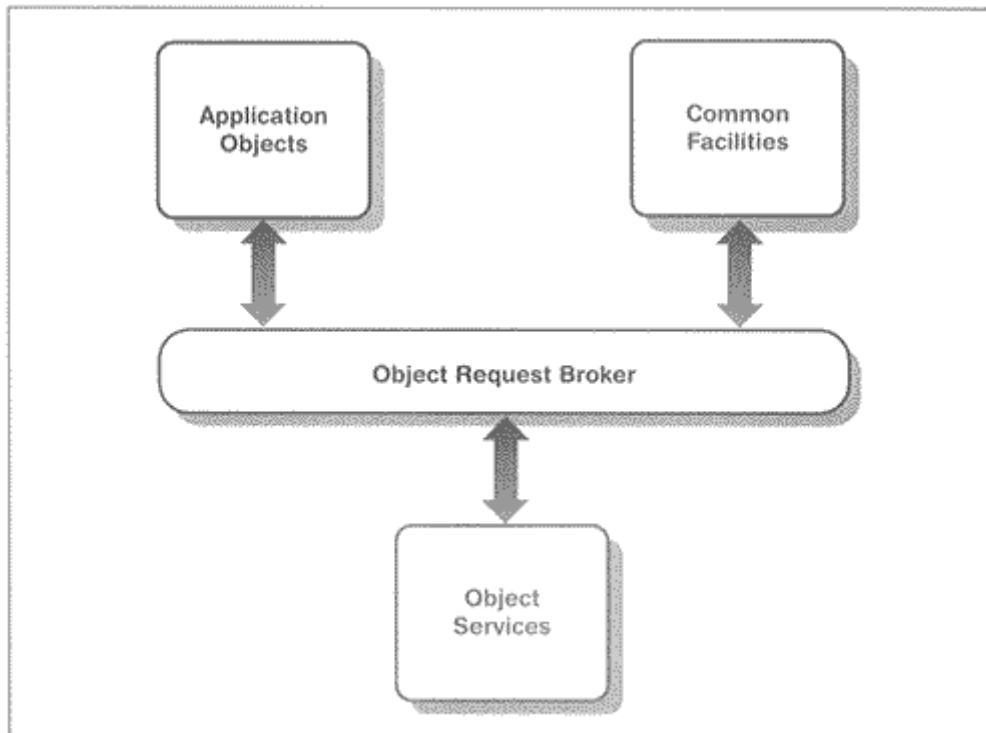 Application
Objects
Common
Facilities
Object Request Broker
Object
Services